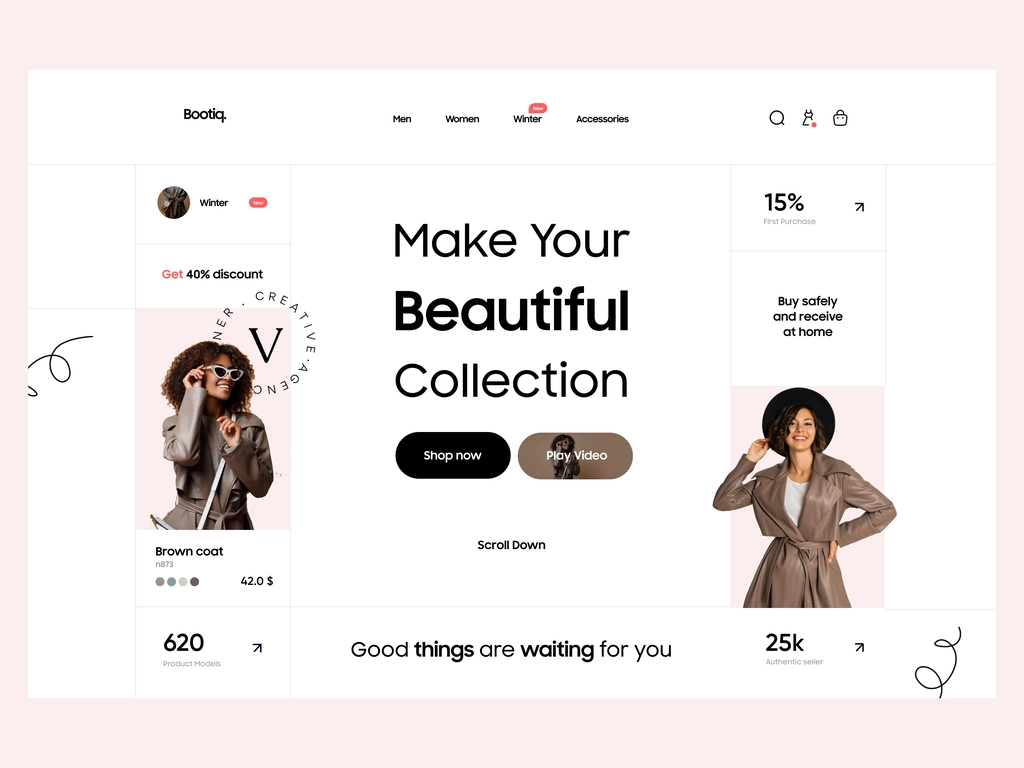 Bootiq.
Men
Women
New
Winter
Accessories
Winter
New
Get 40% discount
NER . CREATIVE . AGENC
V
Brown coat
n873
42.0 $
620
Product Models
Make Your
Beautiful
Collection
Shop now
Play Video
Scroll Down
Good things are waiting for you
15%
First Purchase
Buy safely
and receive
at home
25k
Authentic seller